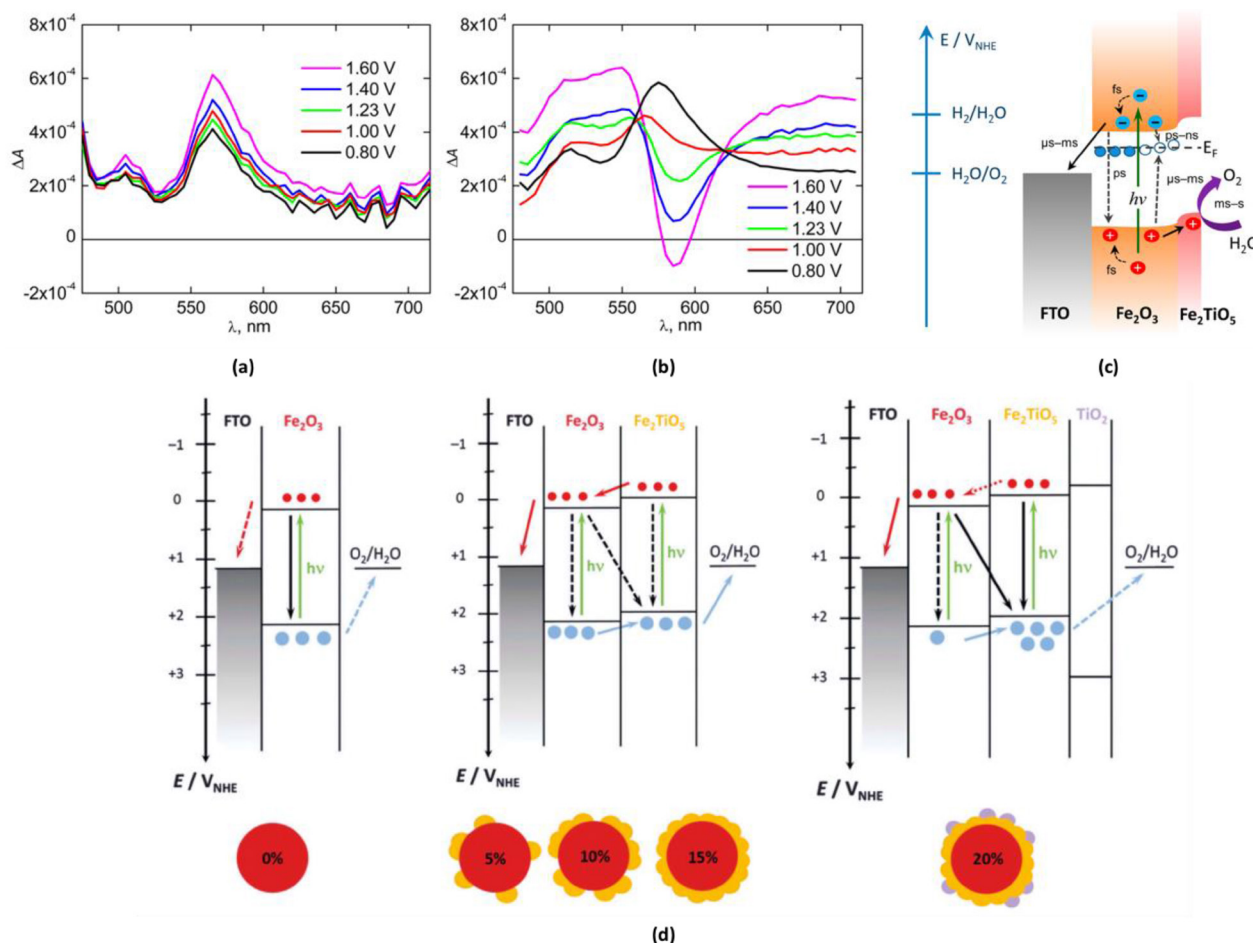 8x10⁻⁴
6x10⁻⁴
4x10⁻⁴
2x10⁻⁴
0
-2x10⁻⁴
ΔA
1.60 V
1.40 V
1.23 V
1.00 V
0.80 V
500 550 600 650 700
λ, nm
(a)
8x10⁻⁴
6x10⁻⁴
4x10⁻⁴
2x10⁻⁴
0
-2x10⁻⁴
1.60 V
1.40 V
1.23 V
1.00 V
0.80 V
500 550 600 650 700
λ, nm
(b)
E / V_NHE
H₂/H₂O
H₂O/O₂
fs
μs–ms
ps
ps–ns
E_F
μs–ms
hν
O₂
ms–s
H₂O
fs
FTO Fe₂O₃ Fe₂TiO₅
(c)
FTO Fe₂O₃
–1
0
+1
+2
+3
hν
O₂/H₂O
E / V_NHE
FTO Fe₂O₃ Fe₂TiO₅
–1
0
+1
+2
+3
hν hν
O₂/H₂O
E / V_NHE
FTO Fe₂O₃ Fe₂TiO₅ TiO₂
–1
0
+1
+2
+3
hν hν
O₂/H₂O
E / V_NHE
0% 5% 10% 15% 20%
(d)